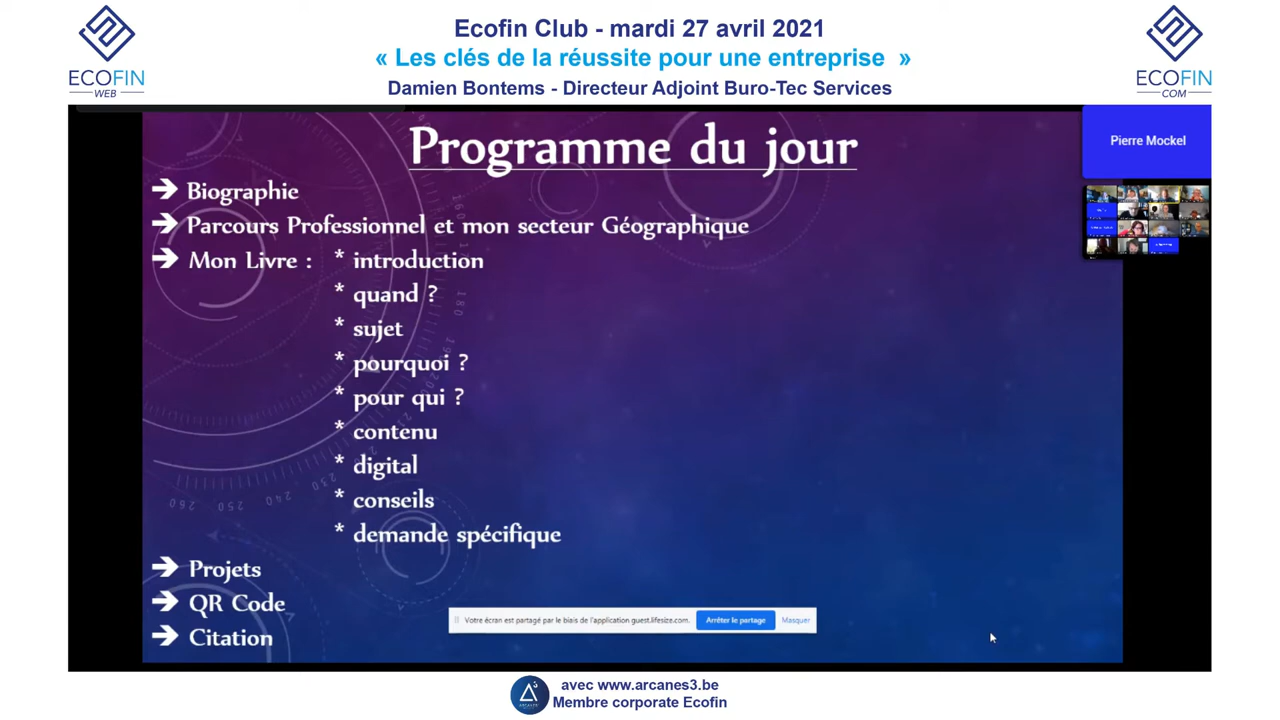 Ecofin Club - mardi 27 avril 2021
« Les clés de la réussite pour une entreprise »
Damien Bontems - Directeur Adjoint Buro-Tec Services
ECOFIN
WEB
ECOFIN
COM
Programme du jour
Pierre Mockel
➔ Biographie
➔ Parcours Professionnel et mon secteur Géographique
➔ Mon Livre : * introduction
* quand ?
* sujet
* pourquoi ?
* pour qui ?
* contenu
* digital
* conseils
* demande spécifique
➔ Projets
➔ QR Code
➔ Citation
Votre écran est partagé par le biais de l'application guest.lifesize.com.
Arrêter le partage
Masquer
avec www.arcanes3.be
Membre corporate Ecofin